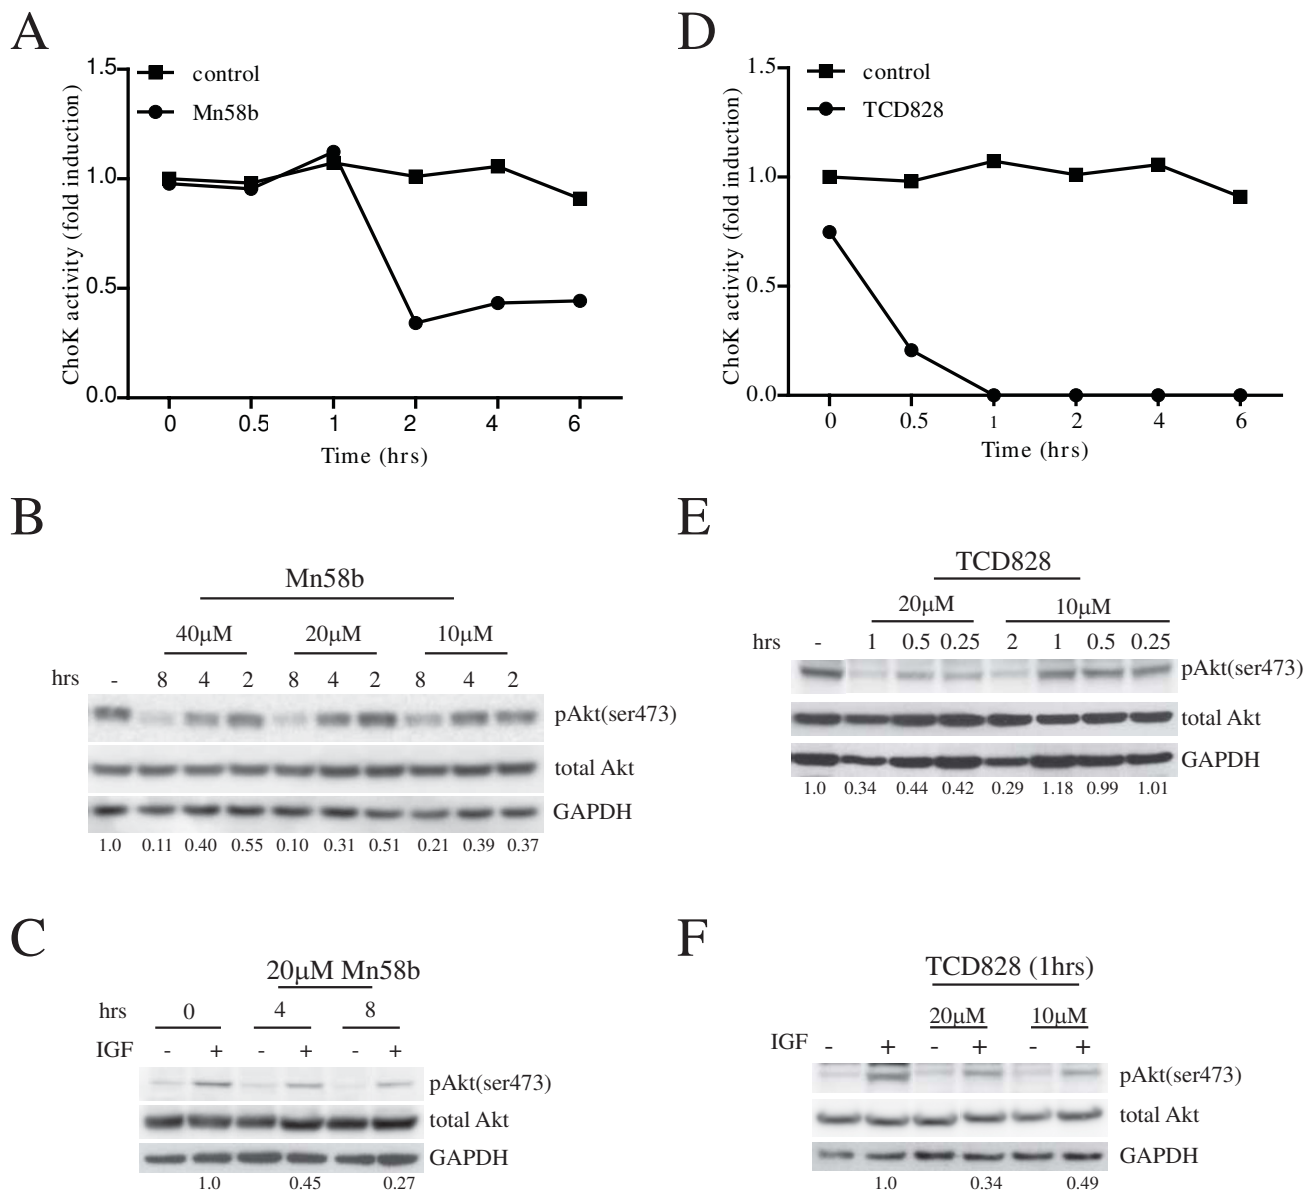 A
1.5
control
Mn58b
1.0
0.5
0.0
ChoK activity (fold induction)
0 0.5 1 2 4 6
Time (hrs)
B
Mn58b
40μM 20μM 10μM
hrs - 8 4 2 8 4 2 8 4 2
pAkt(ser473)
total Akt
GAPDH
1.0 0.11 0.40 0.55 0.10 0.31 0.51 0.21 0.39 0.37
C
20μM Mn58b
hrs 0 4 8
IGF - + - + - +
pAkt(ser473)
total Akt
GAPDH
1.0 0.45 0.27
D
1.5
control
TCD828
1.0
0.5
0.0
ChoK activity (fold induction)
0 0.5 1 2 4 6
Time (hrs)
E
TCD828
20μM 10μM
hrs - 1 0.5 0.25 2 1 0.5 0.25
pAkt(ser473)
total Akt
GAPDH
1.0 0.34 0.44 0.42 0.29 1.18 0.99 1.01
F
TCD828 (1hrs)
20μM 10μM
IGF - + - + - +
pAkt(ser473)
total Akt
GAPDH
1.0 0.34 0.49